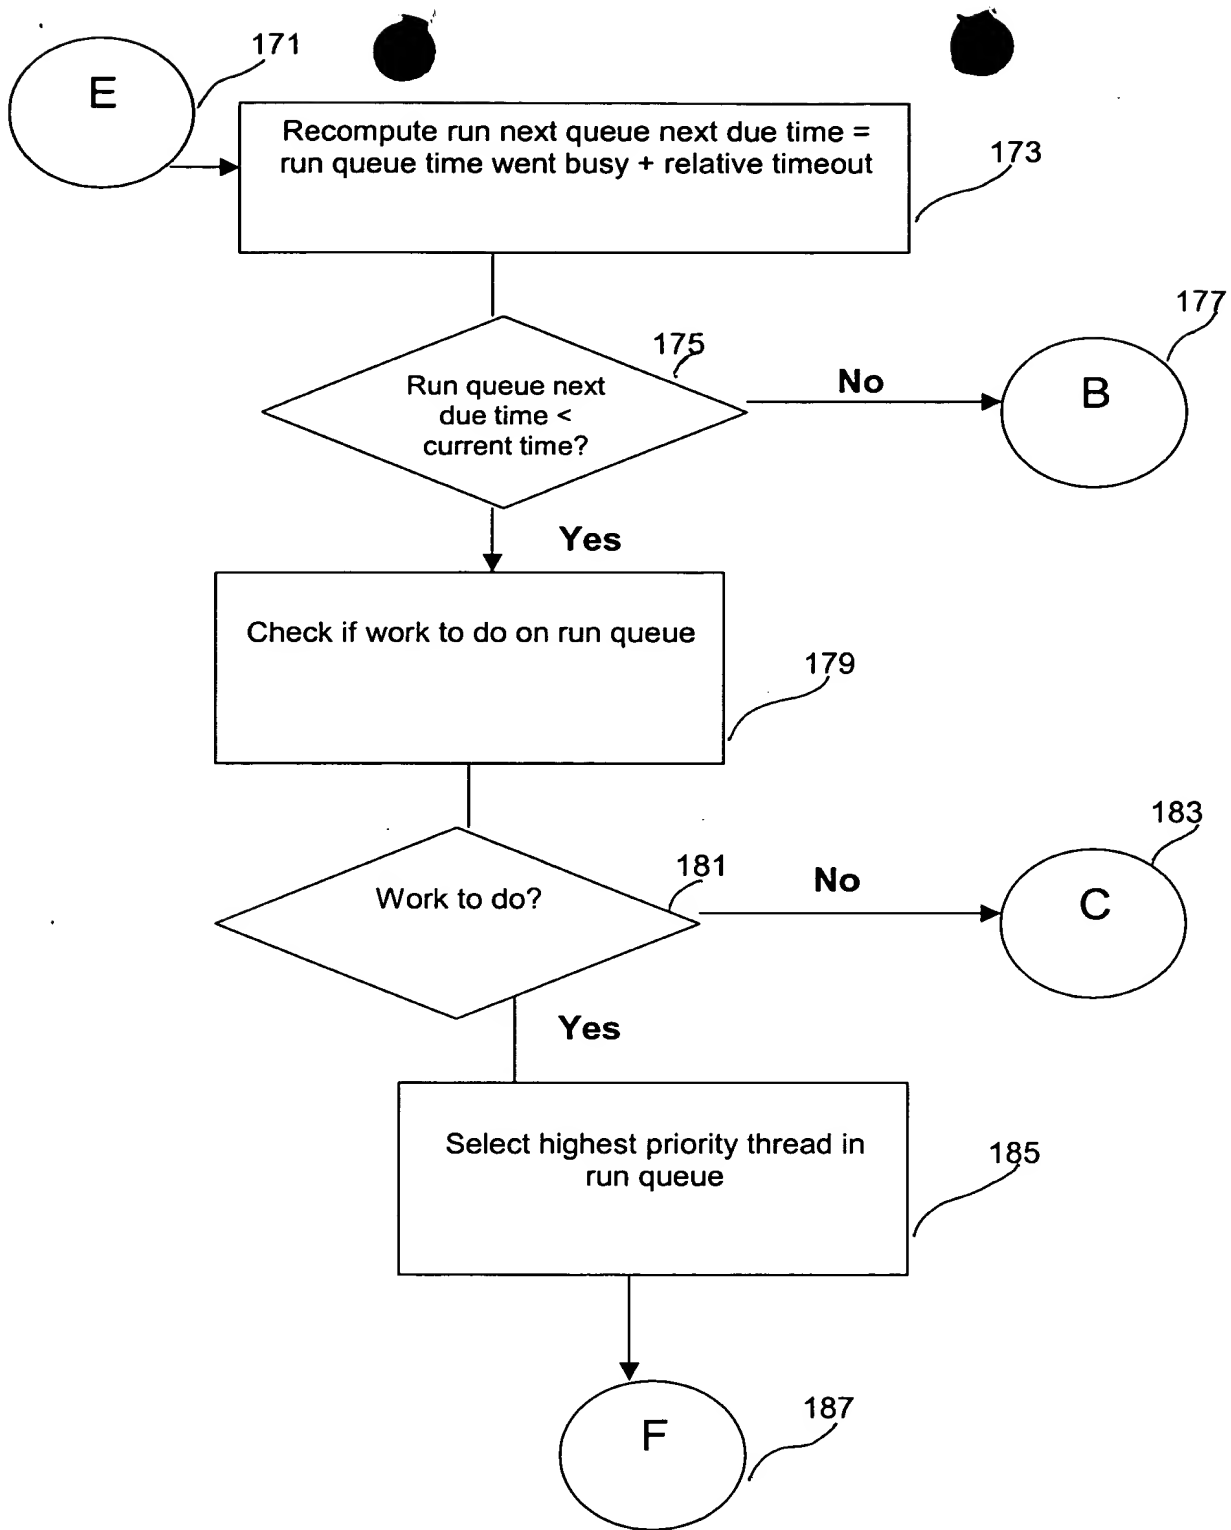 171
E
Recompute run next queue next due time =
run queue time went busy + relative timeout
173
177
175
Run queue next
due time <
current time?
No
B
Yes
Check if work to do on run queue
179
183
181
Work to do?
No
C
Yes
Select highest priority thread in
run queue
185
F
187